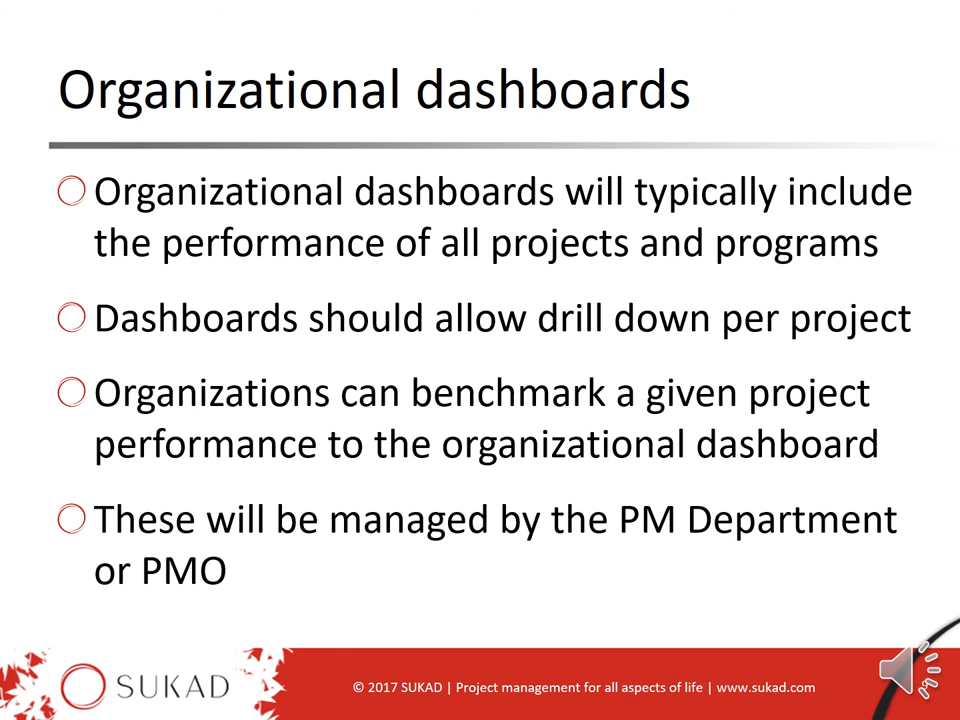 Organizational dashboards
Organizational dashboards will typically include
the performance of all projects and programs
Dashboards should allow drill down per project
Organizations can benchmark a given project
performance to the organizational dashboard
These will be managed by the PM Department
or PMO
SUKAD
© 2017 SUKAD | Project management for all aspects of life | www.sukad.com